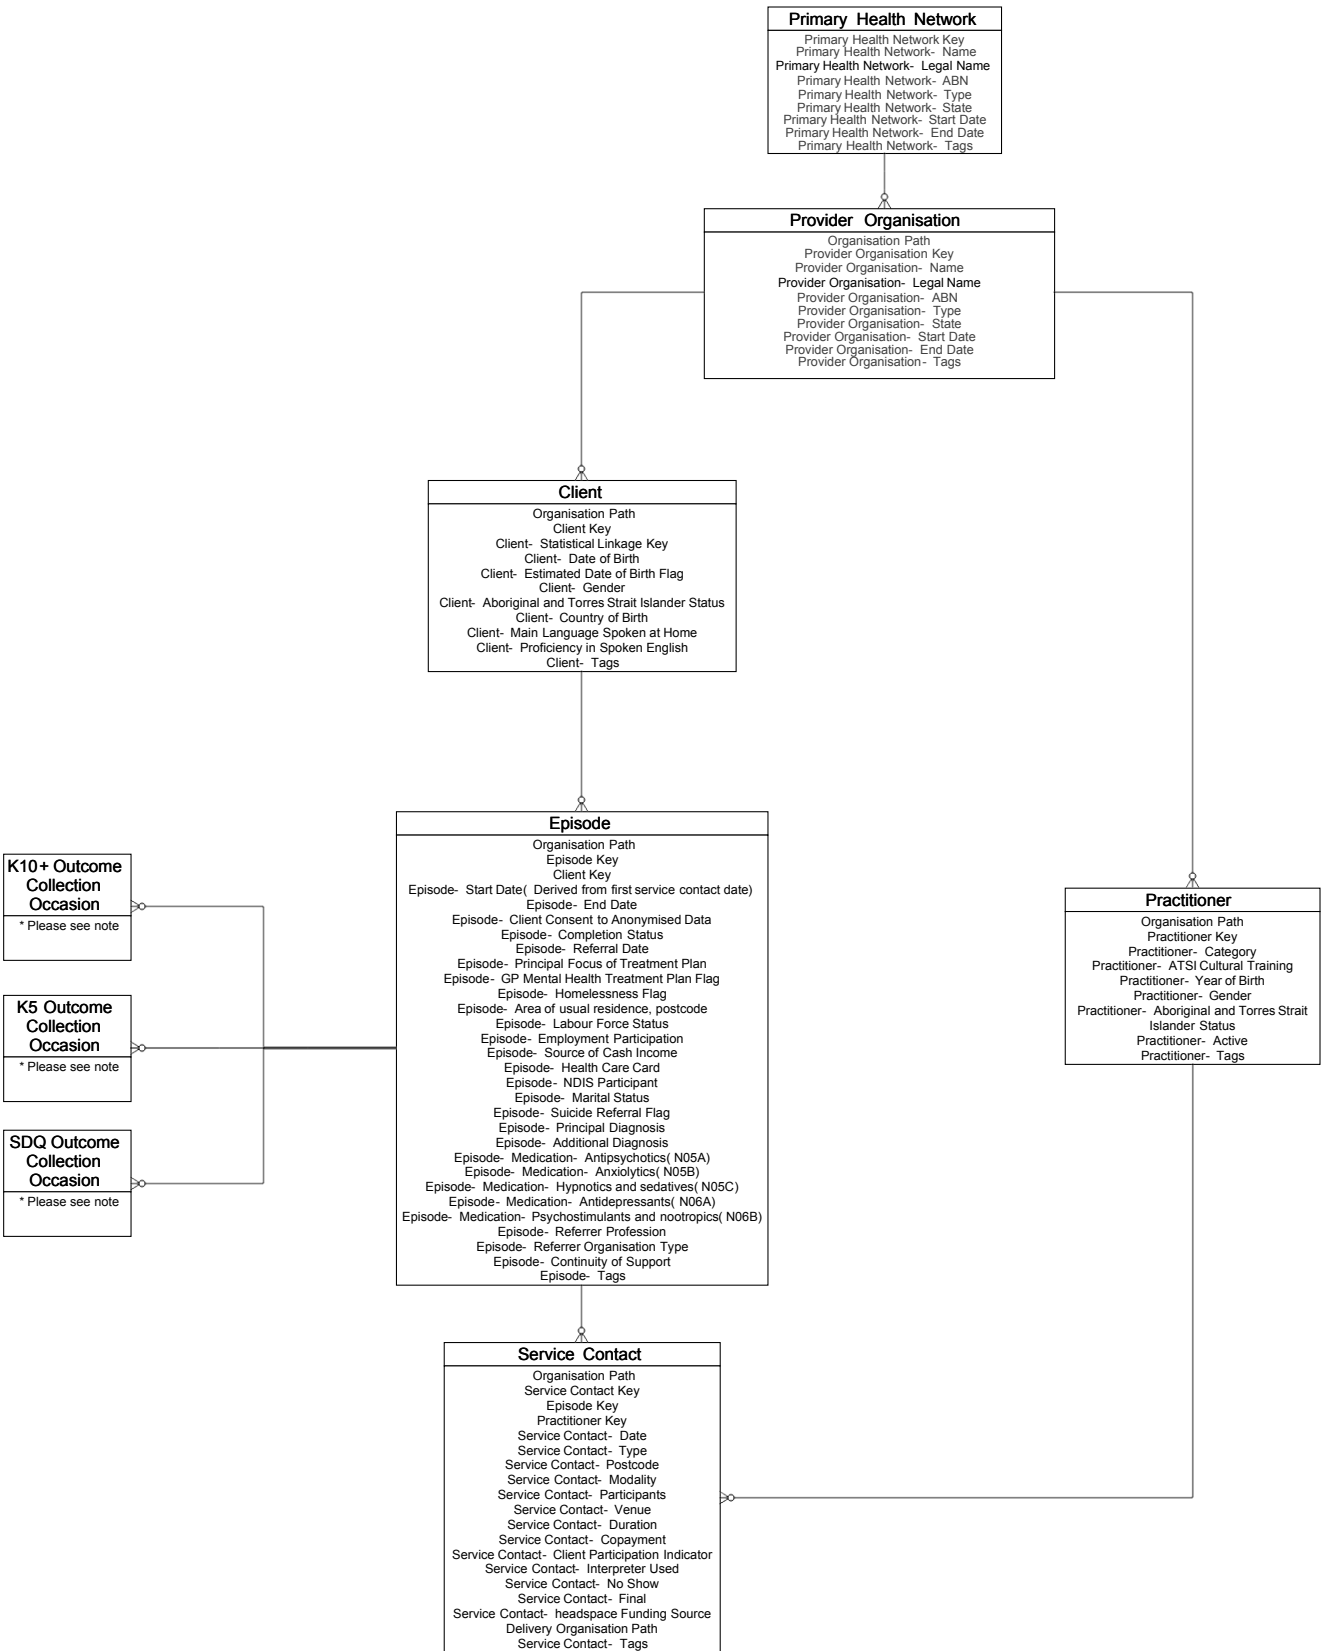 Primary Health Network
Primary Health Network Key
Primary Health Network- Name
Primary Health Network- Legal Name
Primary Health Network- ABN
Primary Health Network- Type
Primary Health Network- State
Primary Health Network- Start Date
Primary Health Network- End Date
Primary Health Network- Tags
Provider Organisation
Organisation Path
Provider Organisation Key
Provider Organisation- Name
Provider Organisation- Legal Name
Provider Organisation- ABN
Provider Organisation- Type
Provider Organisation- State
Provider Organisation- Start Date
Provider Organisation- End Date
Provider Organisation- Tags
Client
Organisation Path
Client Key
Client- Statistical Linkage Key
Client- Date of Birth
Client- Estimated Date of Birth Flag
Client- Gender
Client- Aboriginal and Torres Strait Islander Status
Client- Country of Birth
Client- Main Language Spoken at Home
Client- Proficiency in Spoken English
Client- Tags
Episode
Organisation Path
Episode Key
Client Key
Episode- Start Date( Derived from first service contact date)
Episode- End Date
Episode- Client Consent to Anonymised Data
Episode- Completion Status
Episode- Referral Date
Episode- Principal Focus of Treatment Plan
Episode- GP Mental Health Treatment Plan Flag
Episode- Homelessness Flag
Episode- Area of usual residence, postcode
Episode- Labour Force Status
Episode- Employment Participation
Episode- Source of Cash Income
Episode- Health Care Card
Episode- NDIS Participant
Episode- Marital Status
Episode- Suicide Referral Flag
Episode- Principal Diagnosis
Episode- Additional Diagnosis
Episode- Medication- Antipsychotics( N05A)
Episode- Medication- Anxiolytics( N05B)
Episode- Medication- Hypnotics and sedatives( N05C)
Episode- Medication- Antidepressants( N06A)
Episode- Medication- Psychostimulants and nootropics( N06B)
Episode- Referrer Profession
Episode- Referrer Organisation Type
Episode- Continuity of Support
Episode- Tags
K10+ Outcome
Collection
Occasion
* Please see note
K5 Outcome
Collection
Occasion
* Please see note
SDQ Outcome
Collection
Occasion
* Please see note
Practitioner
Organisation Path
Practitioner Key
Practitioner- Category
Practitioner- ATSI Cultural Training
Practitioner- Year of Birth
Practitioner- Gender
Practitioner- Aboriginal and Torres Strait
Islander Status
Practitioner- Active
Practitioner- Tags
Service Contact
Organisation Path
Service Contact Key
Episode Key
Practitioner Key
Service Contact- Date
Service Contact- Type
Service Contact- Postcode
Service Contact- Modality
Service Contact- Participants
Service Contact- Venue
Service Contact- Duration
Service Contact- Copayment
Service Contact- Client Participation Indicator
Service Contact- Interpreter Used
Service Contact- No Show
Service Contact- Final
Service Contact- headspace Funding Source
Delivery Organisation Path
Service Contact- Tags